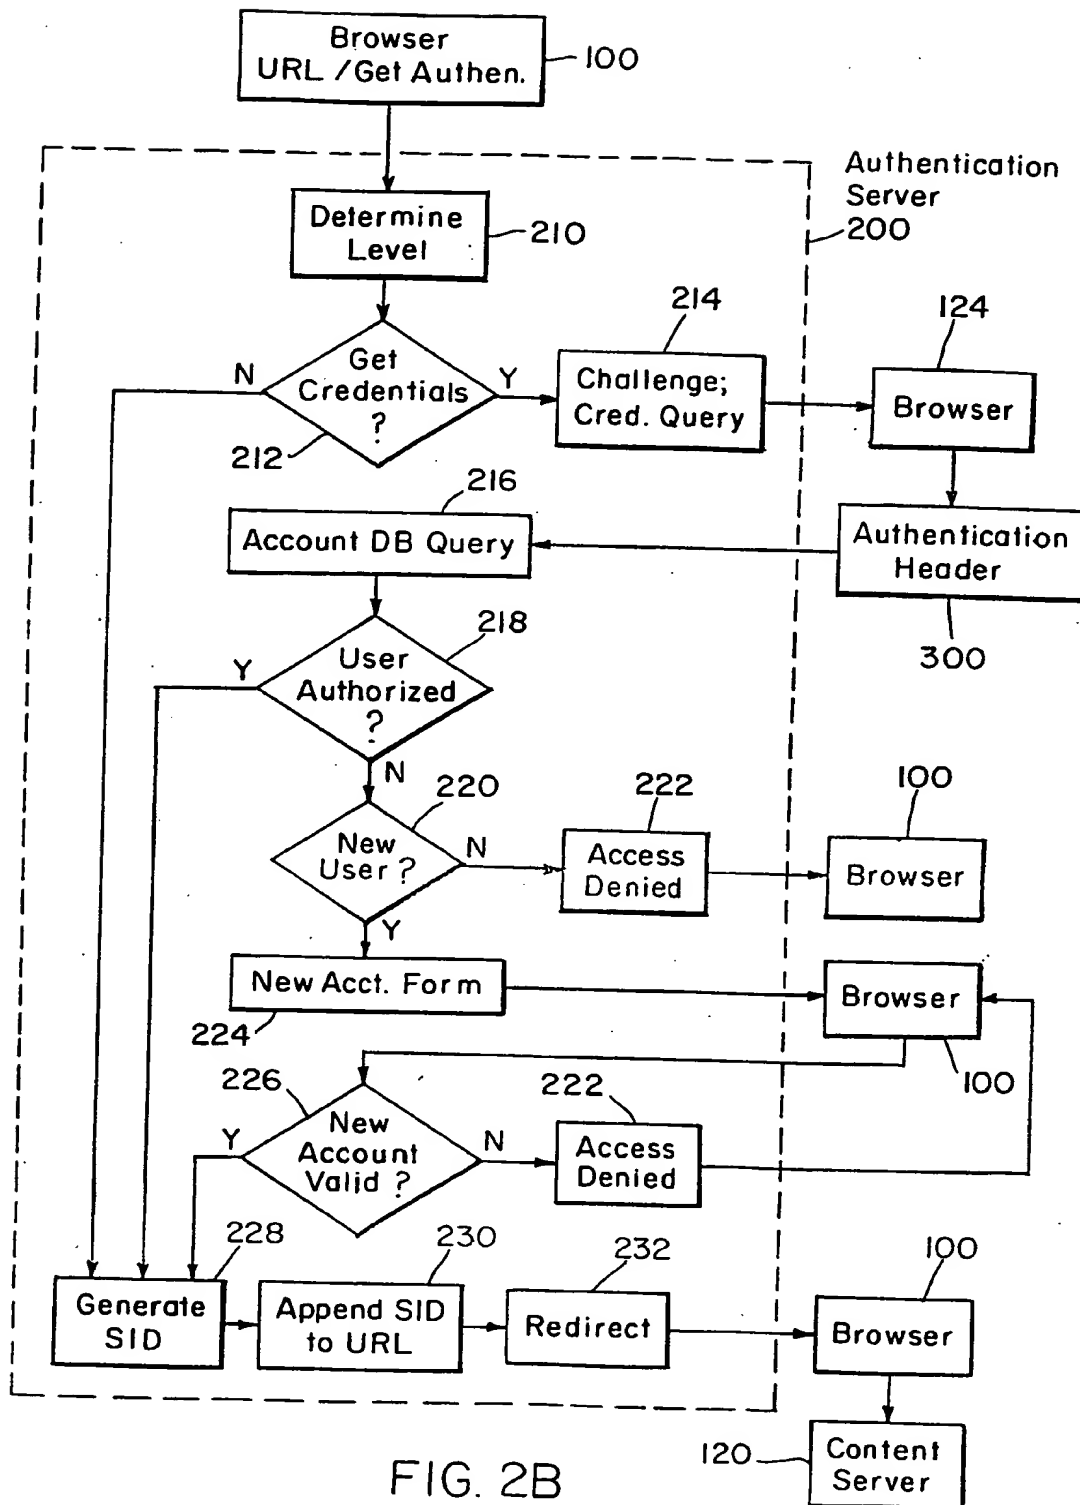 Browser
URL /Get Authen.
100
Authentication
Server
200
Determine
Level
210
214
124
N
Get
Credentials
?
Y
Challenge;
Cred. Query
Browser
212
216
Account DB Query
Authentication
Header
300
218
Y
User
Authorized
?
N
220
222
100
New
User ?
N
Access
Denied
Browser
Y
New Acct. Form
Browser
224
100
226
222
Y
New
Account
Valid ?
N
Access
Denied
228
230
232
100
Generate
SID
Append SID
to URL
Redirect
Browser
120
Content
Server
FIG. 2B